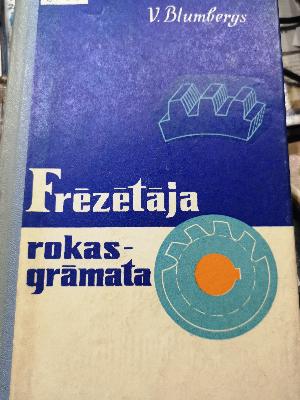 V. Blumbergs
Frēzētāja
rokas-
grāmata